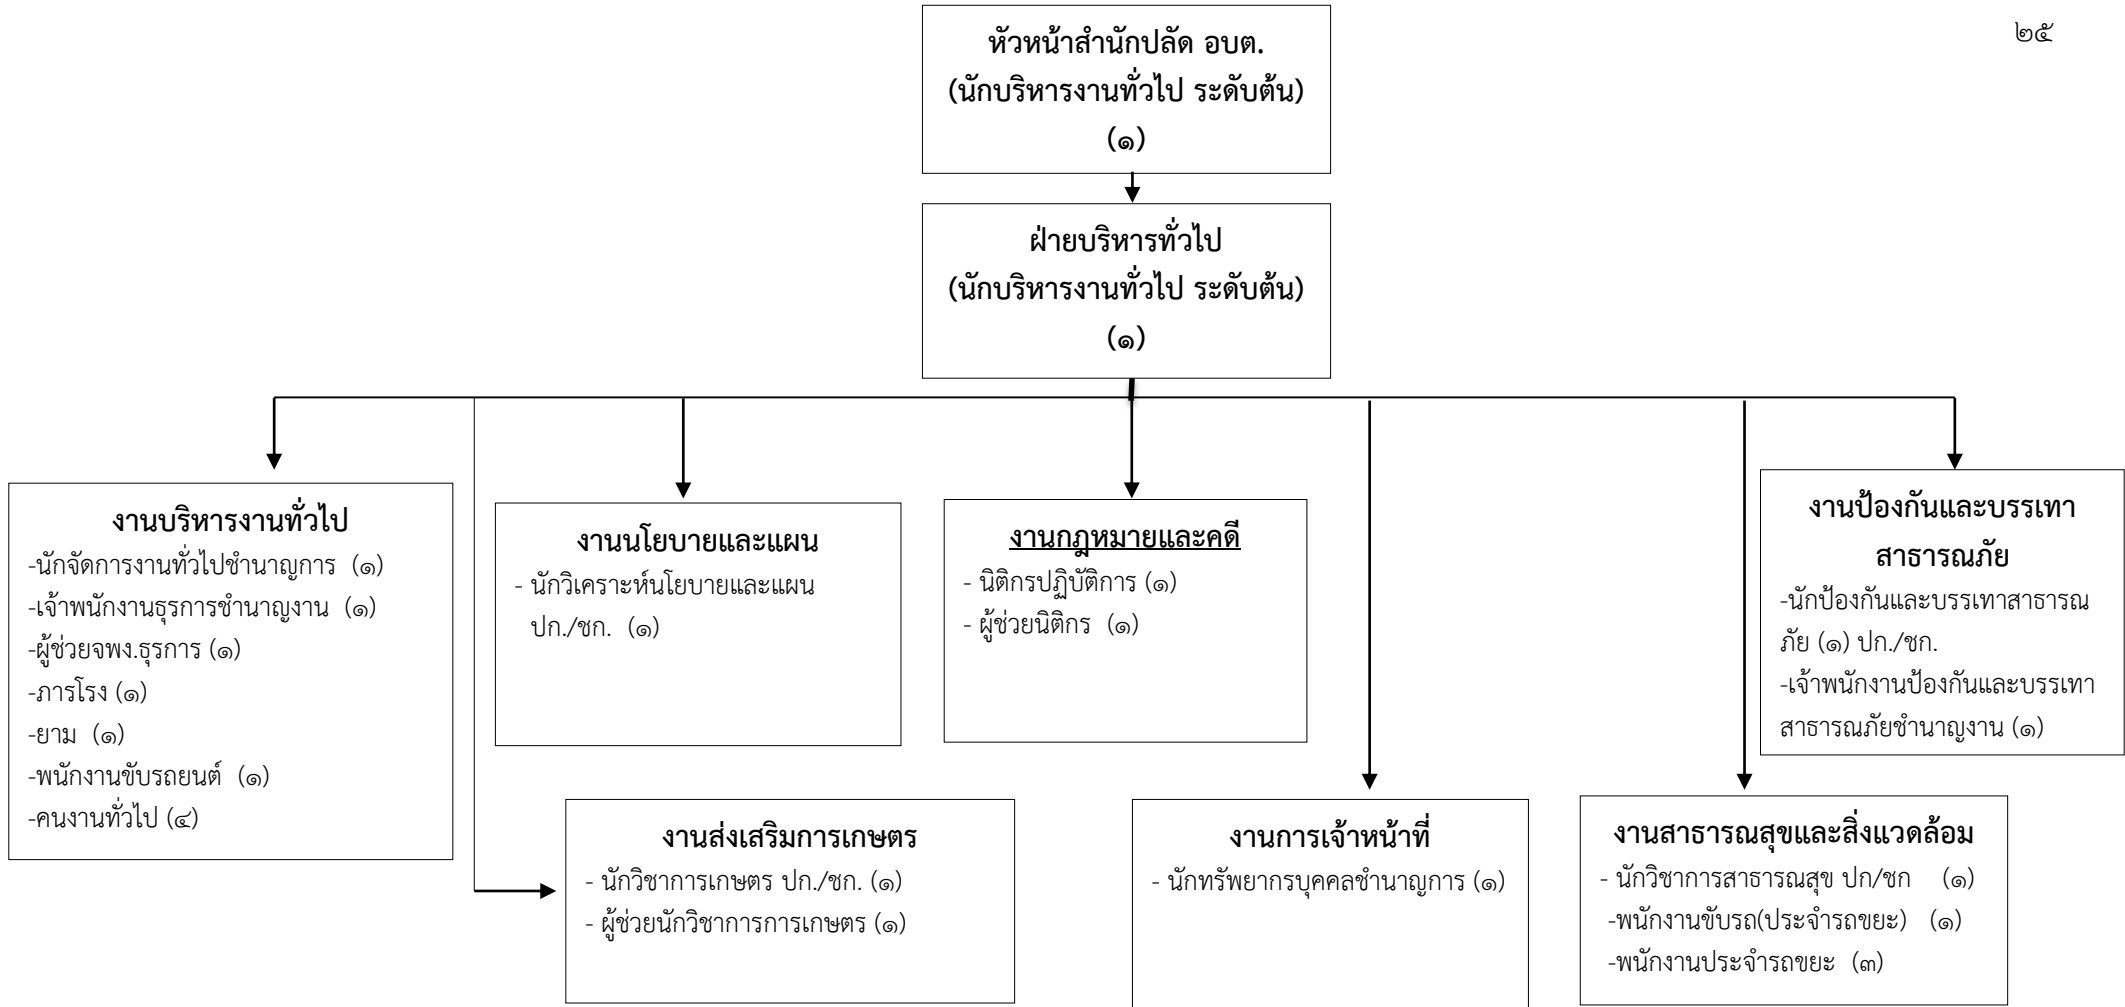 ๒๕
หัวหน้าสำนักปลัด อบต.
(นักบริหารงานทั่วไป ระดับต้น)
(๑)
ฝ่ายบริหารทั่วไป
(นักบริหารงานทั่วไป ระดับต้น)
(๑)
งานบริหารงานทั่วไป
-นักจัดการงานทั่วไปชำนาญการ (๑)
-เจ้าพนักงานธุรการชำนาญงาน (๑)
-ผู้ช่วยจพง.ธุรการ (๑)
-ภารโรง (๑)
-ยาม (๑)
-พนักงานขับรถยนต์ (๑)
-คนงานทั่วไป (๔)
งานนโยบายและแผน
- นักวิเคราะห์นโยบายและแผน
ปก./ชก. (๑)
งานกฎหมายและคดี
- นิติกรปฏิบัติการ (๑)
- ผู้ช่วยนิติกร (๑)
งานป้องกันและบรรเทา
สาธารณภัย
-นักป้องกันและบรรเทาสาธารณ
ภัย (๑) ปก./ชก.
-เจ้าพนักงานป้องกันและบรรเทา
สาธารณภัยชำนาญงาน (๑)
งานส่งเสริมการเกษตร
- นักวิชาการเกษตร ปก./ชก. (๑)
- ผู้ช่วยนักวิชาการการเกษตร (๑)
งานการเจ้าหน้าที่
- นักทรัพยากรบุคคลชำนาญการ (๑)
งานสาธารณสุขและสิ่งแวดล้อม
- นักวิชาการสาธารณสุข ปก/ชก (๑)
-พนักงานขับรถ(ประจำรถขยะ) (๑)
-พนักงานประจำรถขยะ (๓)